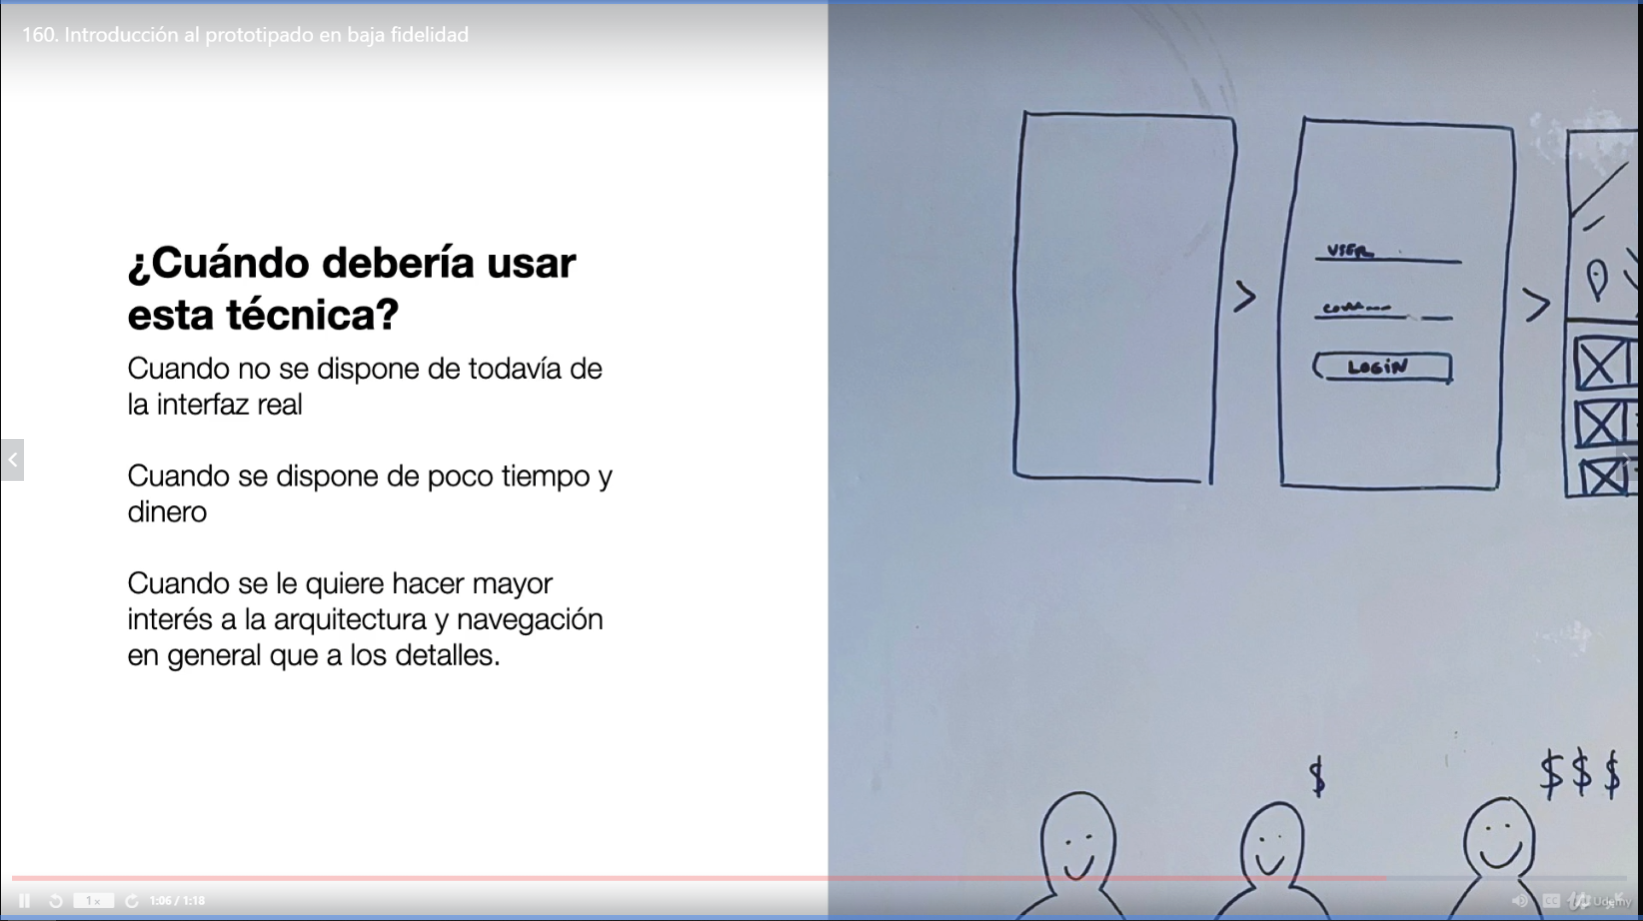 160. Introducción al prototipado en baja fidelidad
¿Cuándo debería usar
esta técnica?
Cuando no se dispone de todavía de
la interfaz real
Cuando se dispone de poco tiempo y
dinero
Cuando se le quiere hacer mayor
interés a la arquitectura y navegación
en general que a los detalles.
USER
LOGIN
$
$$$
1x
1:06 / 1:18
CC
Udemy